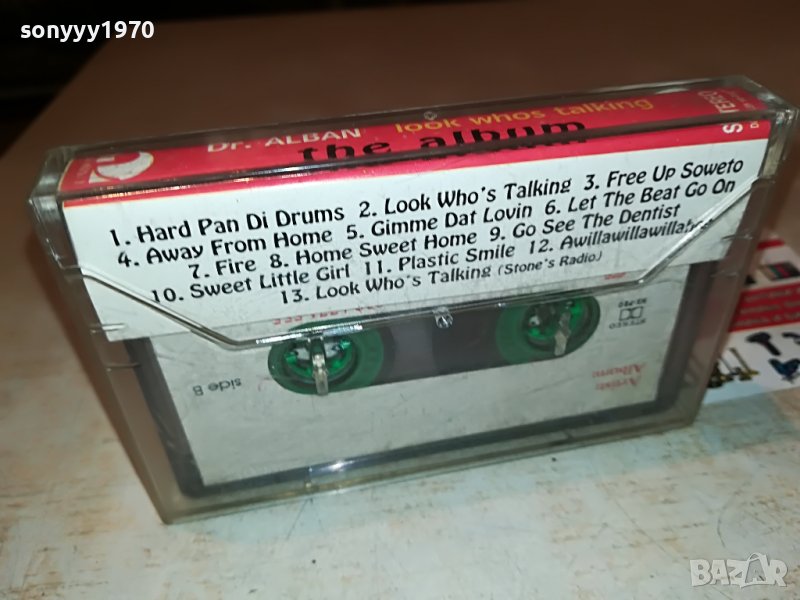 sonyyy1970
Dr. ALBAN look whos talking
the album
1. Hard Pan Di Drums 2. Look Who's Talking 3. Free Up Soweto
4. Away From Home 5. Gimme Dat Lovin 6. Let The Beat Go On
7. Fire 8. Home Sweet Home 9. Go See The Dentist
10. Sweet Little Girl 11. Plastic Smile 12. Awillawillawillahe
13. Look Who's Talking (Stone's Radio)
side B
STEREO
Artist:
Album:
BAZAR